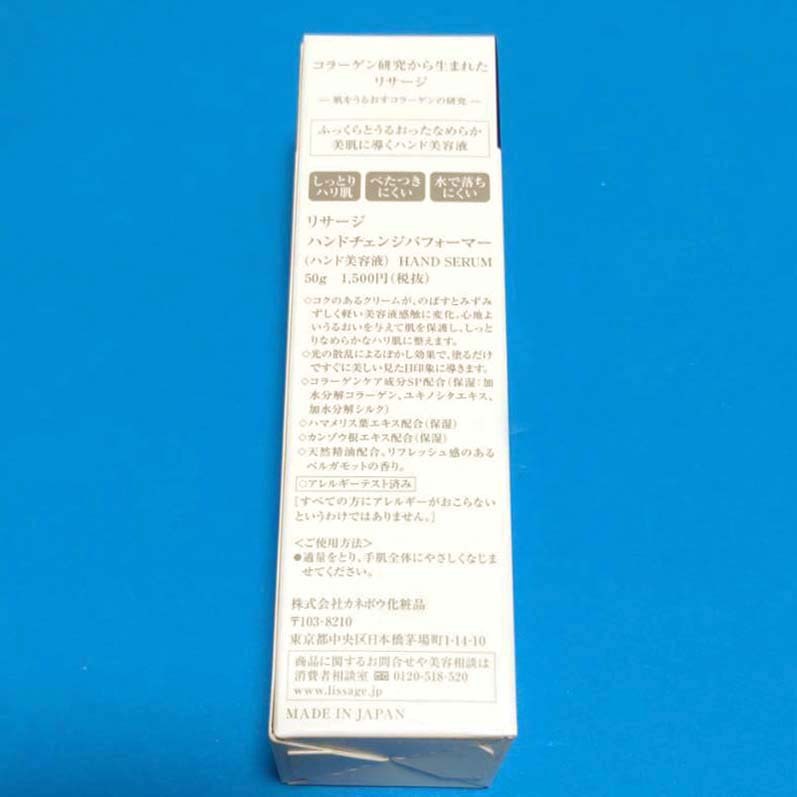 コラーゲン研究から生まれた
リサージ
― 肌をうるおすコラーゲンの研究 ―
ふっくらとうるおったなめらか
美肌に導くハンド美容液
しっとり べたつき 水で落ち
ハリ肌 にくい にくい
リサージ
ハンドチェンジパフォーマー
(ハンド美容液) HAND SERUM
50g 1,500円(税抜)
◇コクのあるクリームが、のばすとみずみ
ずしく軽い美容液感触に変化。心地よ
いうるおいを与えて肌を保護し、しっと
りなめらかなハリ肌に整えます。
◇光の散乱によるぼかし効果で、塗るだけ
ですぐに美しい見た目印象に導きます。
◇コラーゲンケア成分SP配合(保湿:加
水分解コラーゲン、ユキノシタエキス、
加水分解シルク)
◇ハマメリス葉エキス配合(保湿)
◇カンゾウ根エキス配合(保湿)
◇天然精油配合、リフレッシュ感のある
ベルガモットの香り。
◇アレルギーテスト済み
[すべての方にアレルギーがおこらない
というわけではありません。]
<ご使用方法>
●適量をとり、手肌全体にやさしくなじま
せてください。
株式会社カネボウ化粧品
〒103-8210
東京都中央区日本橋茅場町1-14-10
商品に関するお問合せや美容相談は
消費者相談室 0120-518-520
www.lissage.jp
MADE IN JAPAN